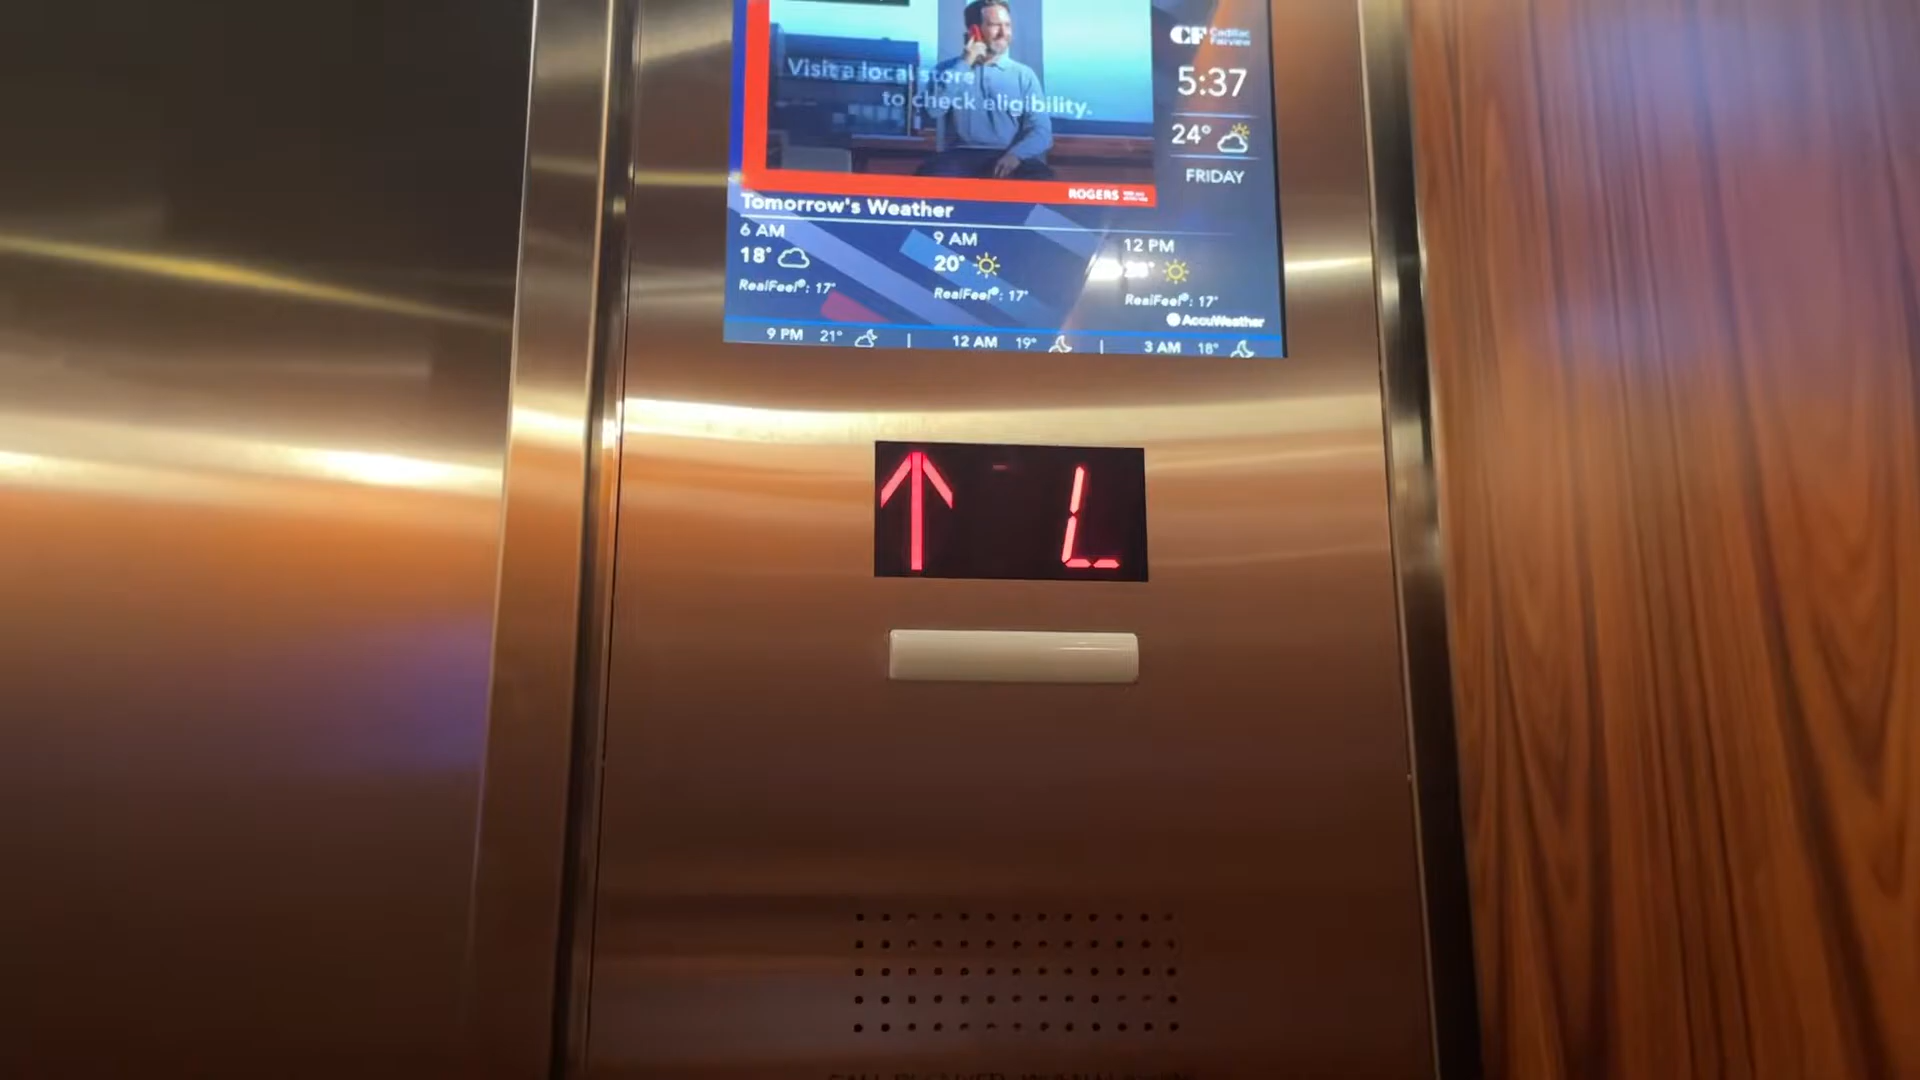 Visit a local store
to check eligibility.
ROGERS
CF Cadillac
Fairview
5:37
24°
FRIDAY
Tomorrow's Weather
6 AM
18°
RealFeel®: 17°
9 AM
20°
RealFeel®: 17°
12 PM
RealFeel®: 17°
AccuWeather
9 PM 21° | 12 AM 19° | 3 AM 18°
L